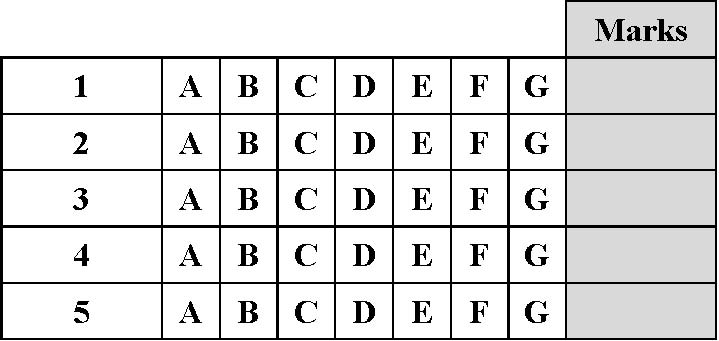 Marks
1 A B C D E F G
2 A B C D E F G
3 A B C D E F G
4 A B C D E F G
5 A B C D E F G